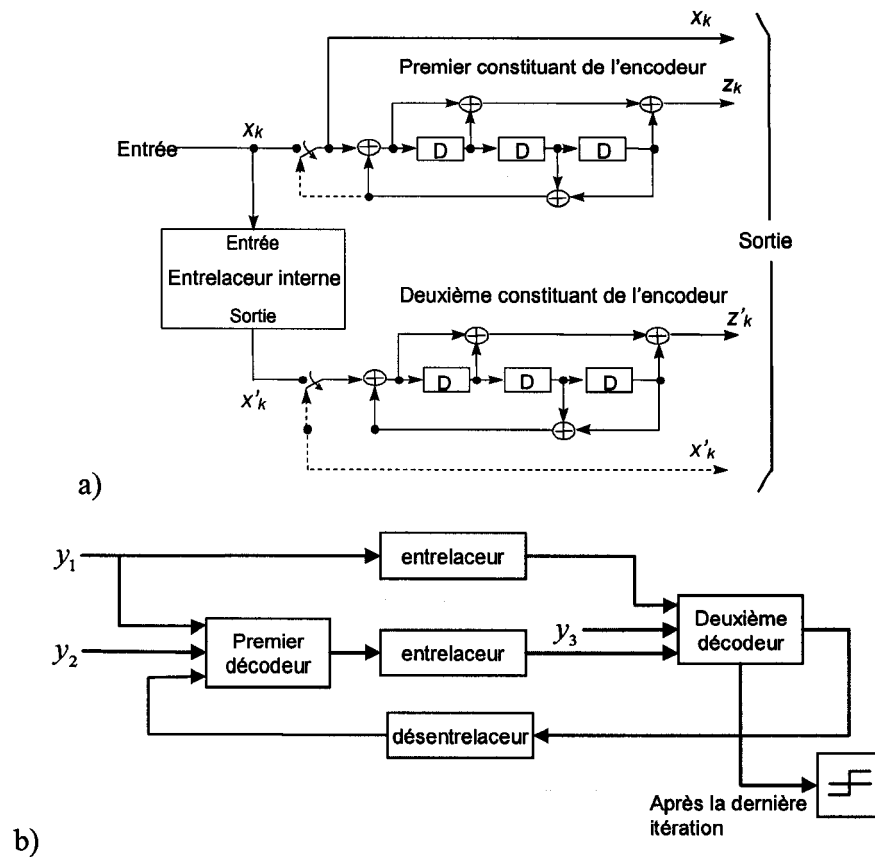 x_k
Premier constituant de l'encodeur
z_k
Entrée
x_k
D
D
D
Entrée
Entrelaceur interne
Sortie
Sortie
Deuxième constituant de l'encodeur
z'_k
x'_k
D
D
D
x'_k
a)
y_1
entrelaceur
y_2
Premier
décodeur
entrelaceur
y_3
Deuxième
décodeur
désentrelaceur
Après la dernière
itération
b)